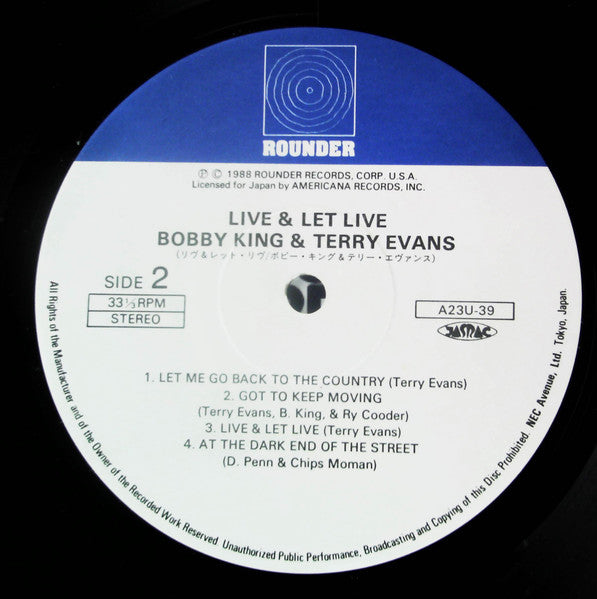 ROUNDER
℗ © 1988 ROUNDER RECORDS, CORP. U.S.A.
Licensed for Japan by AMERICANA RECORDS, INC.
LIVE & LET LIVE
BOBBY KING & TERRY EVANS
(リヴ&レット・リヴ/ボビー・キング&テリー・エヴァンス)
SIDE 2
33⅓RPM
STEREO
A23U-39
JASRAC
1. LET ME GO BACK TO THE COUNTRY (Terry Evans)
2. GOT TO KEEP MOVING
(Terry Evans, B. King, & Ry Cooder)
3. LIVE & LET LIVE (Terry Evans)
4. AT THE DARK END OF THE STREET
(D. Penn & Chips Moman)
All Rights of the Manufacturer and of the Owner of the Recorded Work Reserved Unauthorized Public Performance, Broadcasting and Copying of this Disc Prohibited. NEC Avenue, Ltd. Tokyo, Japan.